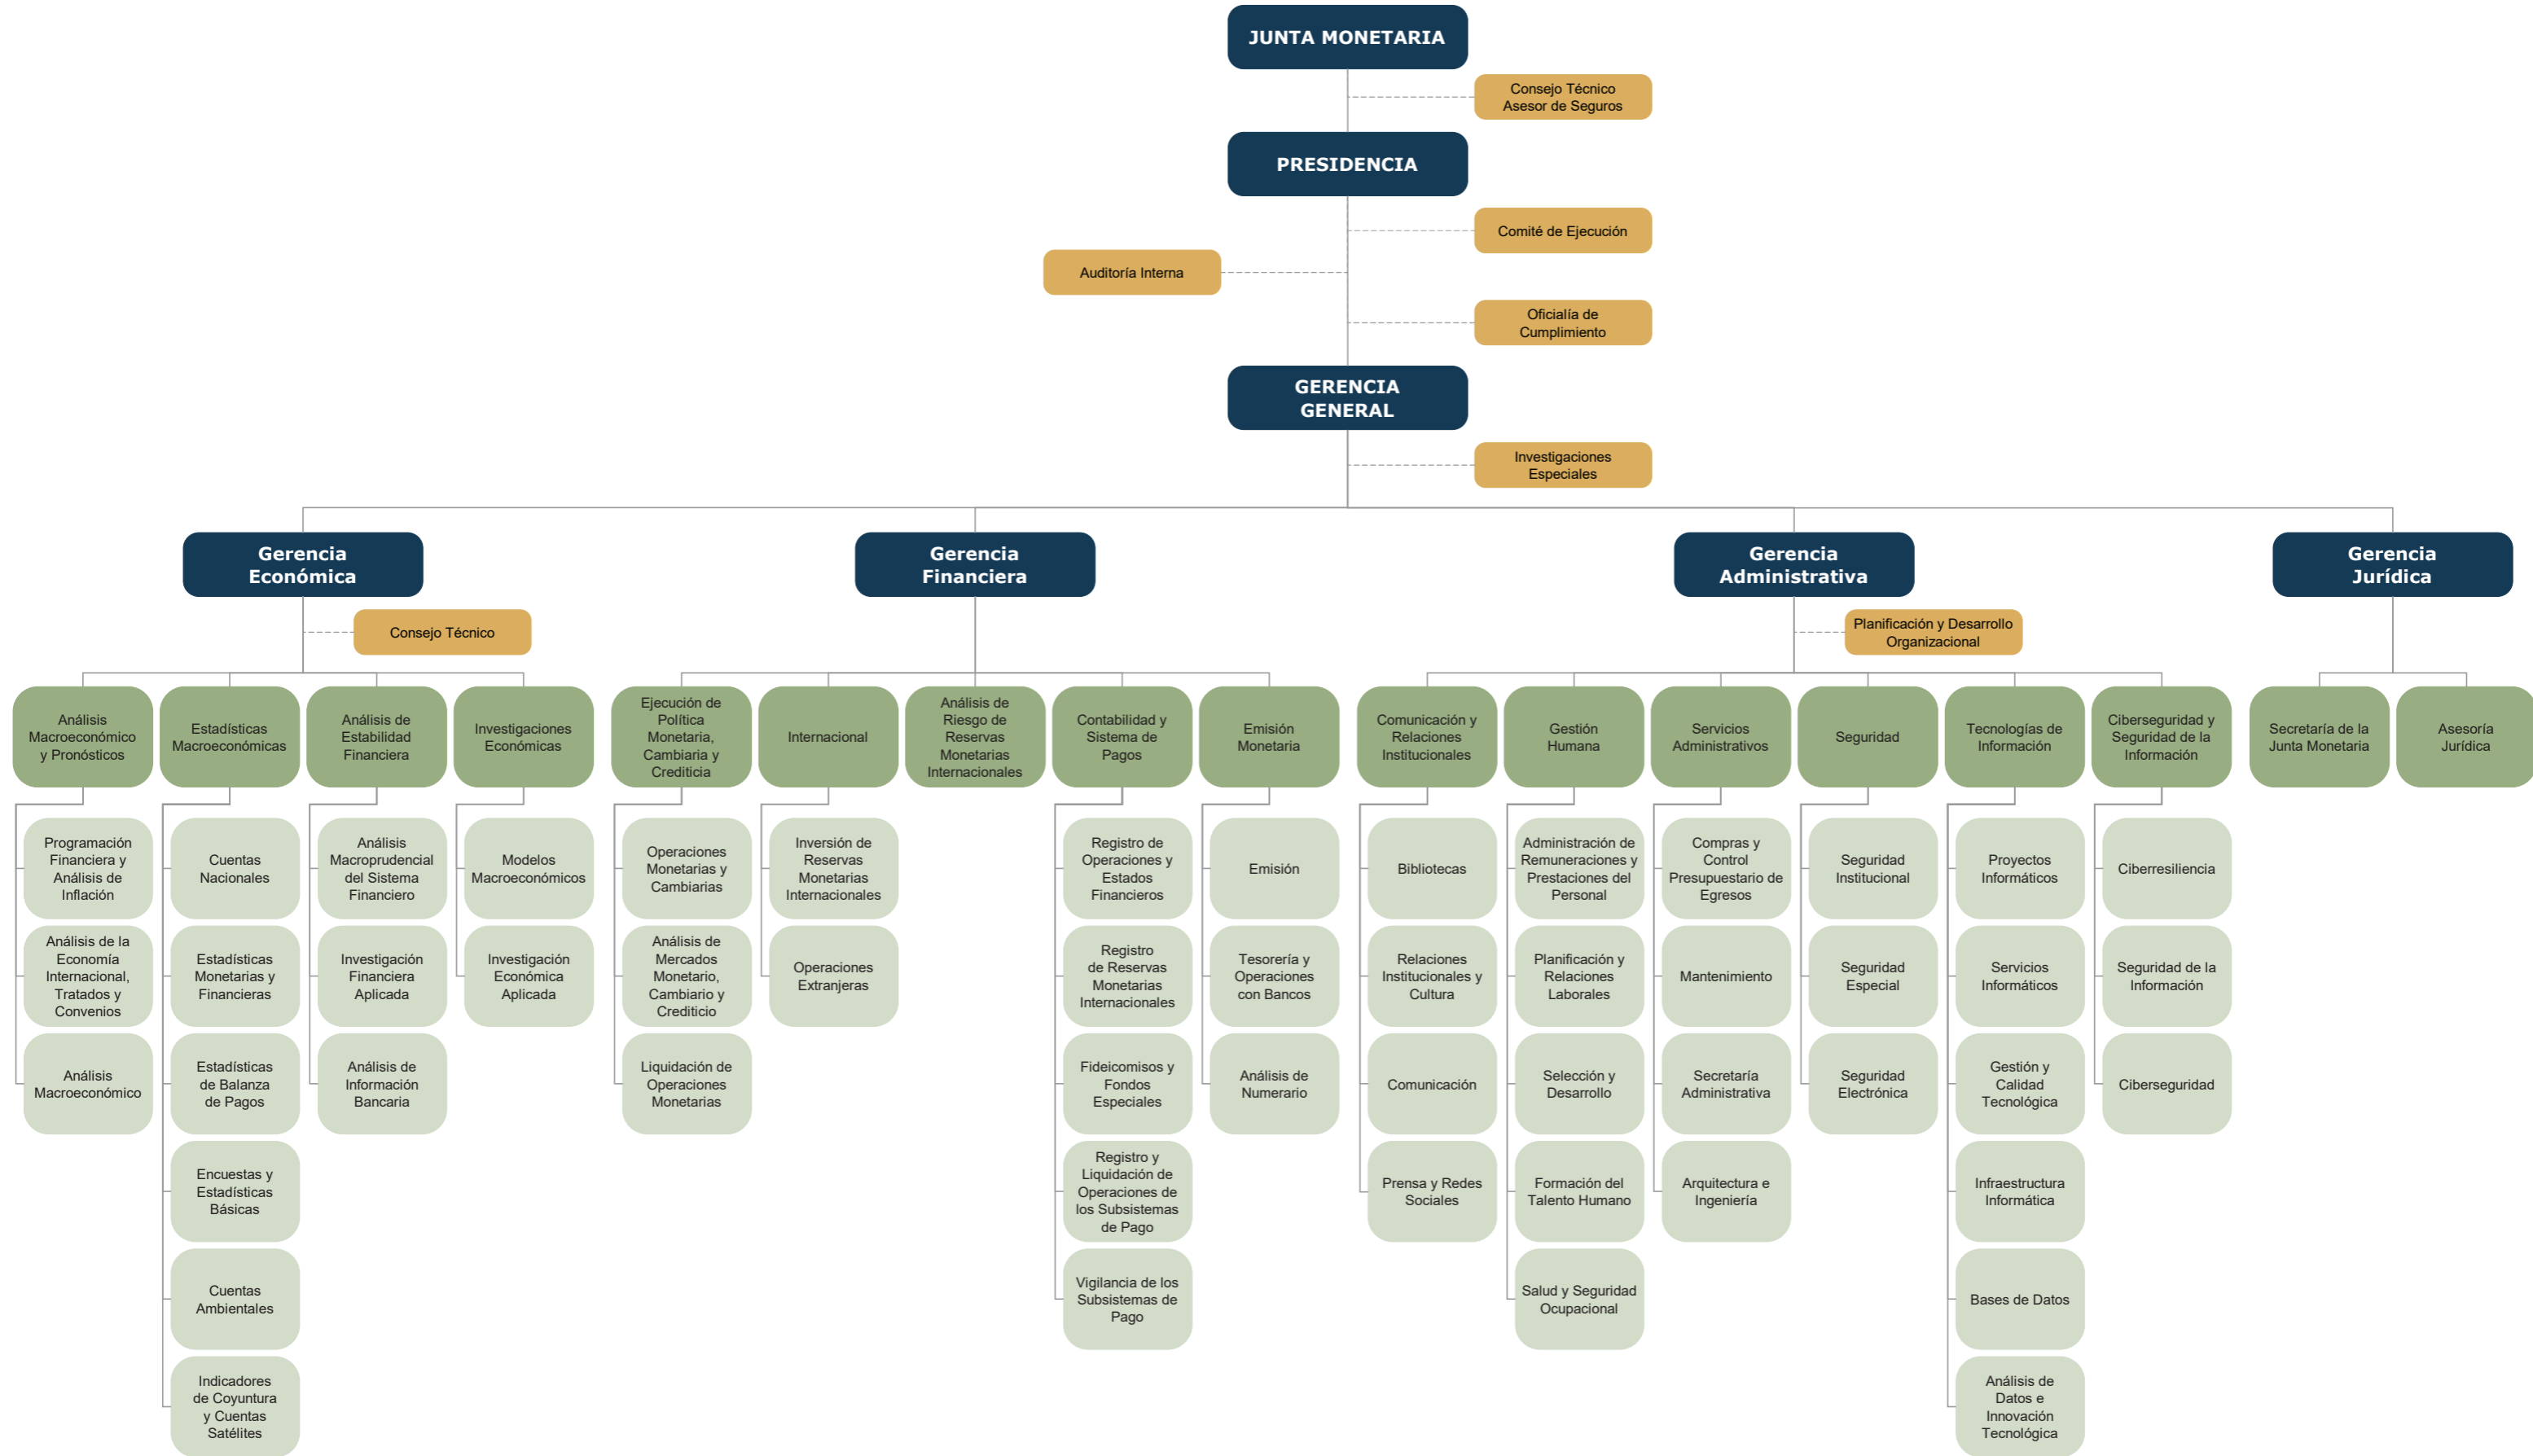 JUNTA MONETARIA
Consejo Técnico
Asesor de Seguros
PRESIDENCIA
Comité de Ejecución
Auditoría Interna
Oficialía de
Cumplimiento
GERENCIA
GENERAL
Investigaciones
Especiales
Gerencia
Económica
Gerencia
Financiera
Gerencia
Administrativa
Gerencia
Jurídica
Consejo Técnico
Planificación y Desarrollo
Organizacional
Análisis
Macroeconómico
y Pronósticos
Estadísticas
Macroeconómicas
Análisis de
Estabilidad
Financiera
Investigaciones
Económicas
Ejecución de
Política
Monetaria,
Cambiaria y
Crediticia
Internacional
Análisis de
Riesgo de
Reservas
Monetarias
Internacionales
Contabilidad y
Sistema de
Pagos
Emisión
Monetaria
Comunicación y
Relaciones
Institucionales
Gestión
Humana
Servicios
Administrativos
Seguridad
Tecnologías de
Información
Ciberseguridad y
Seguridad de la
Información
Secretaría de la
Junta Monetaria
Asesoría
Jurídica
Programación
Financiera y
Análisis de
Inflación
Cuentas
Nacionales
Análisis
Macroprudencial
del Sistema
Financiero
Modelos
Macroeconómicos
Operaciones
Monetarias y
Cambiarias
Inversión de
Reservas
Monetarias
Internacionales
Registro de
Operaciones y
Estados
Financieros
Emisión
Bibliotecas
Administración de
Remuneraciones y
Prestaciones del
Personal
Compras y
Control
Presupuestario de
Egresos
Seguridad
Institucional
Proyectos
Informáticos
Ciberresiliencia
Análisis de la
Economía
Internacional,
Tratados y
Convenios
Estadísticas
Monetarias y
Financieras
Investigación
Financiera
Aplicada
Investigación
Económica
Aplicada
Análisis de
Mercados
Monetario,
Cambiario y
Crediticio
Operaciones
Extranjeras
Registro
de Reservas
Monetarias
Internacionales
Tesorería y
Operaciones
con Bancos
Relaciones
Institucionales y
Cultura
Planificación y
Relaciones
Laborales
Mantenimiento
Seguridad
Especial
Servicios
Informáticos
Seguridad de la
Información
Análisis
Macroeconómico
Estadísticas
de Balanza
de Pagos
Análisis de
Información
Bancaria
Liquidación de
Operaciones
Monetarias
Fideicomisos y
Fondos
Especiales
Análisis de
Numerario
Comunicación
Selección y
Desarrollo
Secretaría
Administrativa
Seguridad
Electrónica
Gestión y
Calidad
Tecnológica
Ciberseguridad
Encuestas y
Estadísticas
Básicas
Registro y
Liquidación de
Operaciones de
los Subsistemas
de Pago
Prensa y Redes
Sociales
Formación del
Talento Humano
Arquitectura e
Ingeniería
Infraestructura
Informática
Cuentas
Ambientales
Vigilancia de los
Subsistemas de
Pago
Salud y Seguridad
Ocupacional
Bases de Datos
Indicadores
de Coyuntura
y Cuentas
Satélites
Análisis de
Datos e
Innovación
Tecnológica